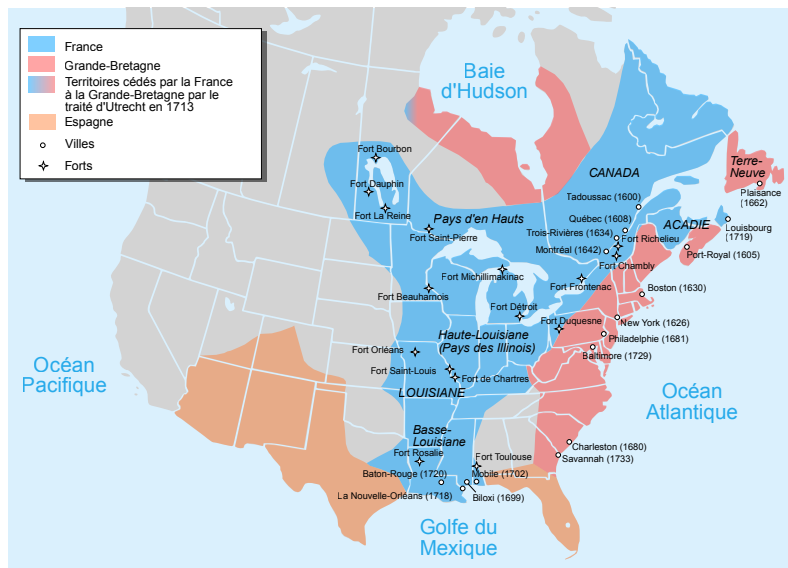 France
Grande-Bretagne
Territoires cédés par la France
à la Grande-Bretagne par le
traité d'Utrecht en 1713
Espagne
Villes
Forts
Baie
d'Hudson
Fort Bourbon
Fort Dauphin
Fort La Reine
CANADA
Terre-
Neuve
Plaisance
(1662)
Tadoussac (1600)
Pays d'en Hauts
Québec (1608)
ACADIE
Louisbourg
(1719)
Fort Saint-Pierre
Trois-Rivières (1634)
Fort Richelieu
Montréal (1642)
Port-Royal (1605)
Fort Chambly
Fort Michillimakinac
Fort Frontenac
Fort Beauharnois
Boston (1630)
Fort Détroit
Fort Duquesne
New York (1626)
Haute-Louisiane
(Pays des Illinois)
Philadelphie (1681)
Fort Orléans
Baltimore (1729)
Océan
Pacifique
Fort Saint-Louis
Fort de Chartres
LOUISIANE
Océan
Atlantique
Basse-
Louisiane
Charleston (1680)
Fort Rosalie
Fort Toulouse
Savannah (1733)
Baton-Rouge (1720)
Mobile (1702)
La Nouvelle-Orléans (1718)
Biloxi (1699)
Golfe du
Mexique